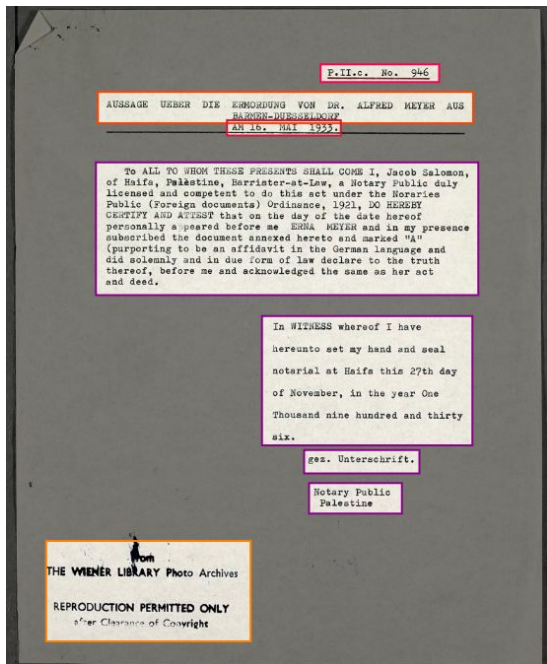 P.II.c. No. 946
AUSSAGE UEBER DIE ERMORDUNG VON DR. ALFRED MEYER AUS
BARMEN-DUESSELDORF
AM 16. MAI 1933.
To ALL TO WHOM THESE PRESENTS SHALL COME I, Jacob Salomon,
of Haifa, Palestine, Barrister-at-Law, a Notary Public duly
licensed and competent to do this act under the Noraries
Public (Foreign documents) Ordinance, 1921, DO HEREBY
CERTIFY AND ATTEST that on the day of the date hereof
personally appeared before me ERNA MEYER and in my presence
subscribed the document annexed hereto and marked "A"
(purporting to be an affidavit in the German language and
did solemnly and in due form of law declare to the truth
thereof, before me and acknowledged the same as her act
and deed.
In WITNESS whereof I have
hereunto set my hand and seal
notarial at Haifa this 27th day
of November, in the year One
Thousand nine hundred and thirty
six.
gez. Unterschrift.
Notary Public
Palestine
From
THE WIENER LIBRARY Photo Archives
REPRODUCTION PERMITTED ONLY
after Clearance of Copyright